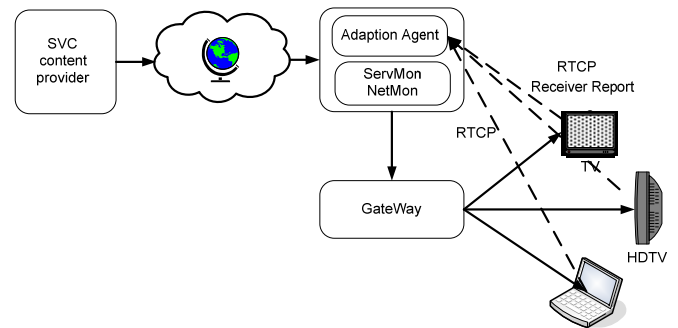 SVC
content
provider
Adaption Agent
ServMon
NetMon
RTCP
Receiver Report
RTCP
TV
GateWay
HDTV